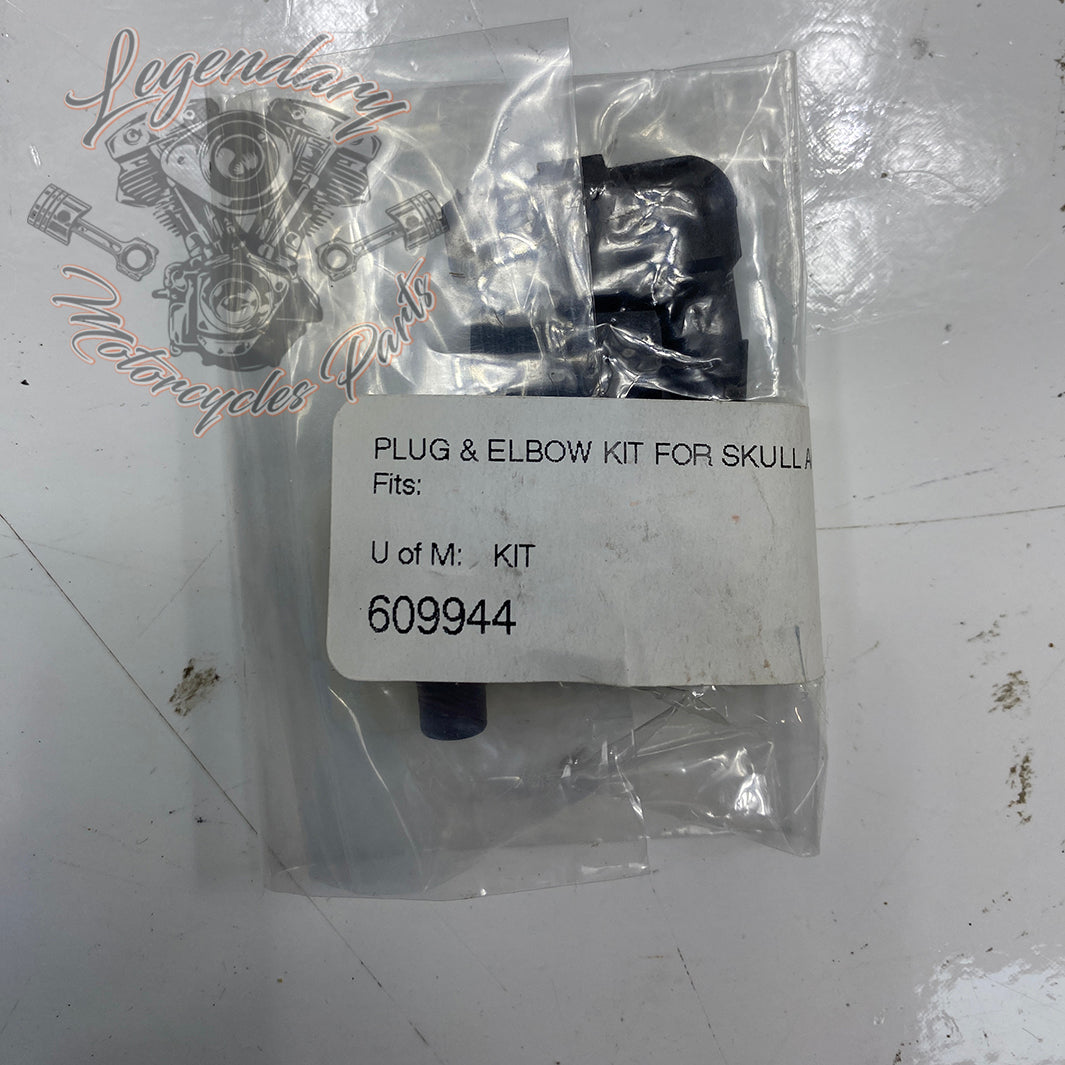 Legendary
Motorcycles Parts
PLUG & ELBOW KIT FOR SKULL A
Fits:
U of M: KIT
609944